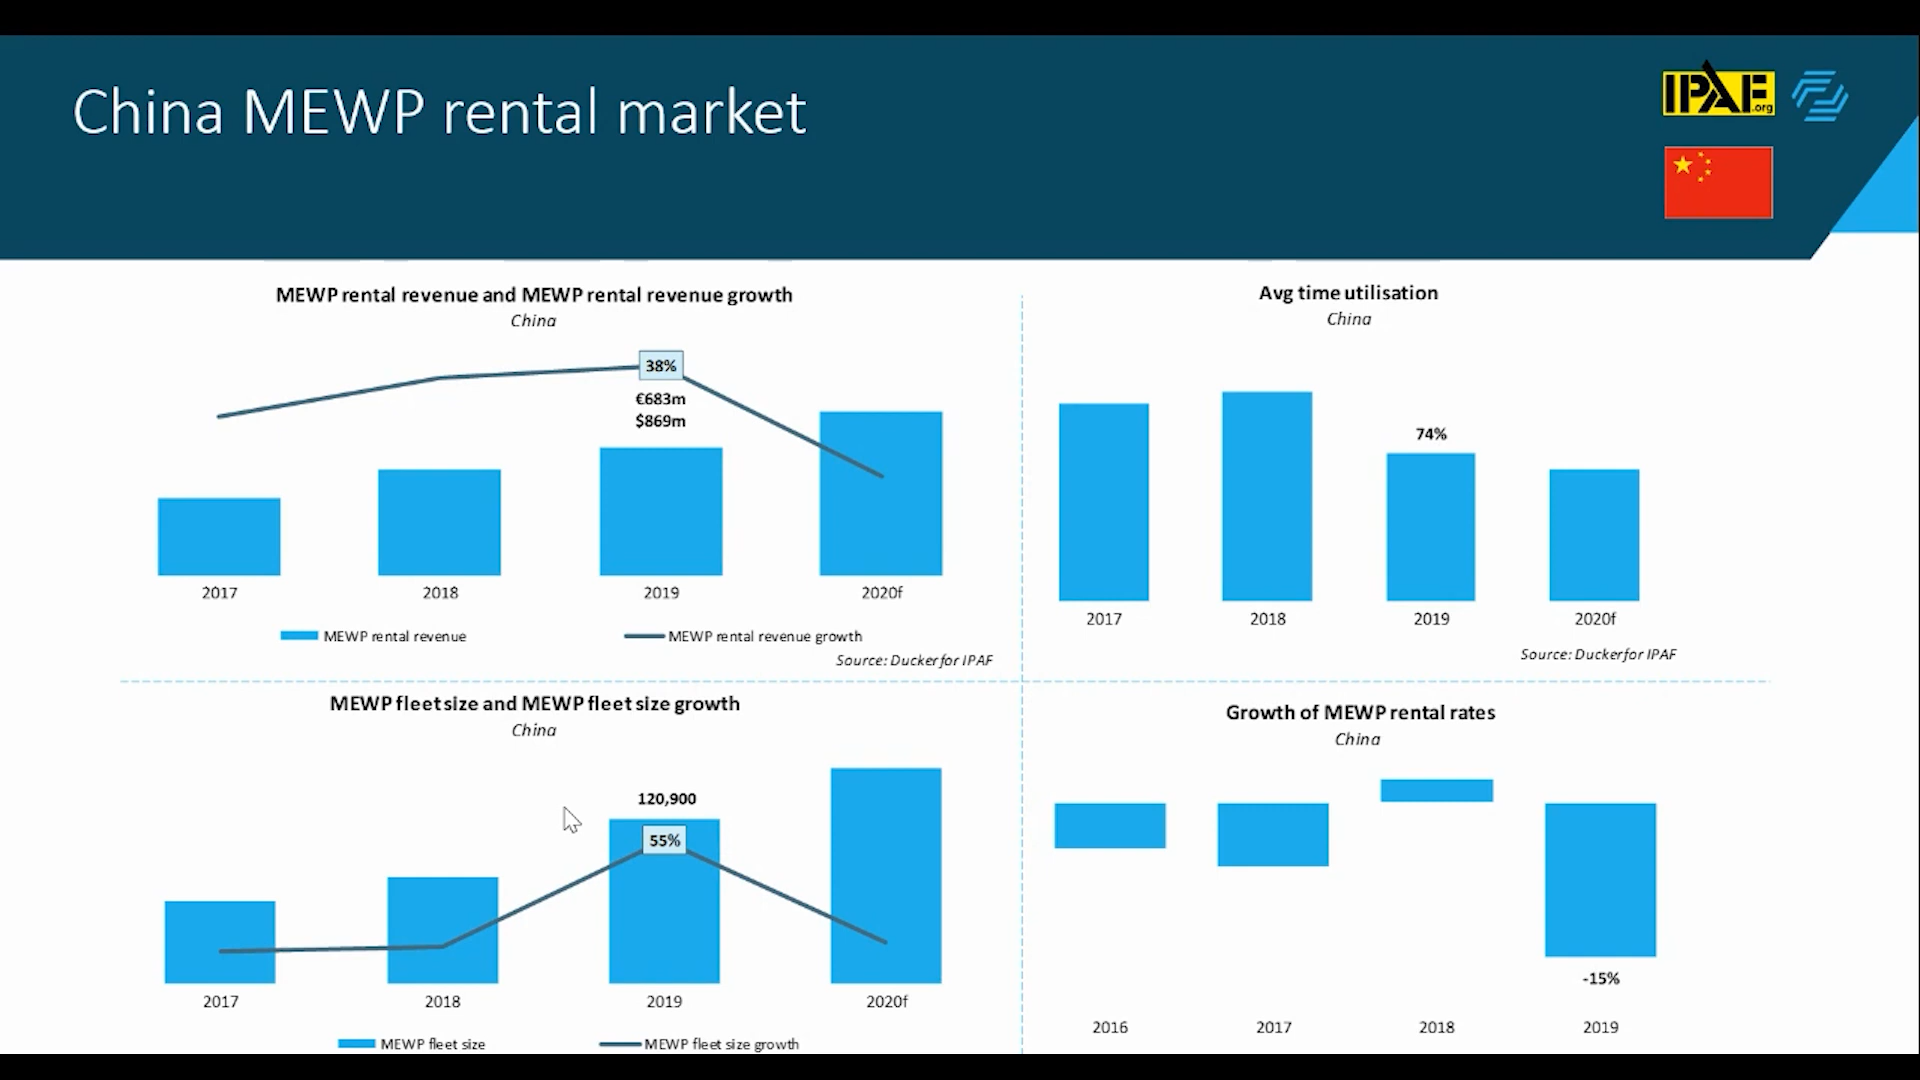 China MEWP rental market
IPAF
.org
MEWP rental revenue and MEWP rental revenue growth
China
38%
€683m
$869m
2017
2018
2019
2020f
MEWP rental revenue
MEWP rental revenue growth
Source: Ducker for IPAF
Avg time utilisation
China
74%
2017
2018
2019
2020f
Source: Ducker for IPAF
MEWP fleet size and MEWP fleet size growth
China
120,900
55%
2017
2018
2019
2020f
MEWP fleet size
MEWP fleet size growth
Growth of MEWP rental rates
China
-15%
2016
2017
2018
2019